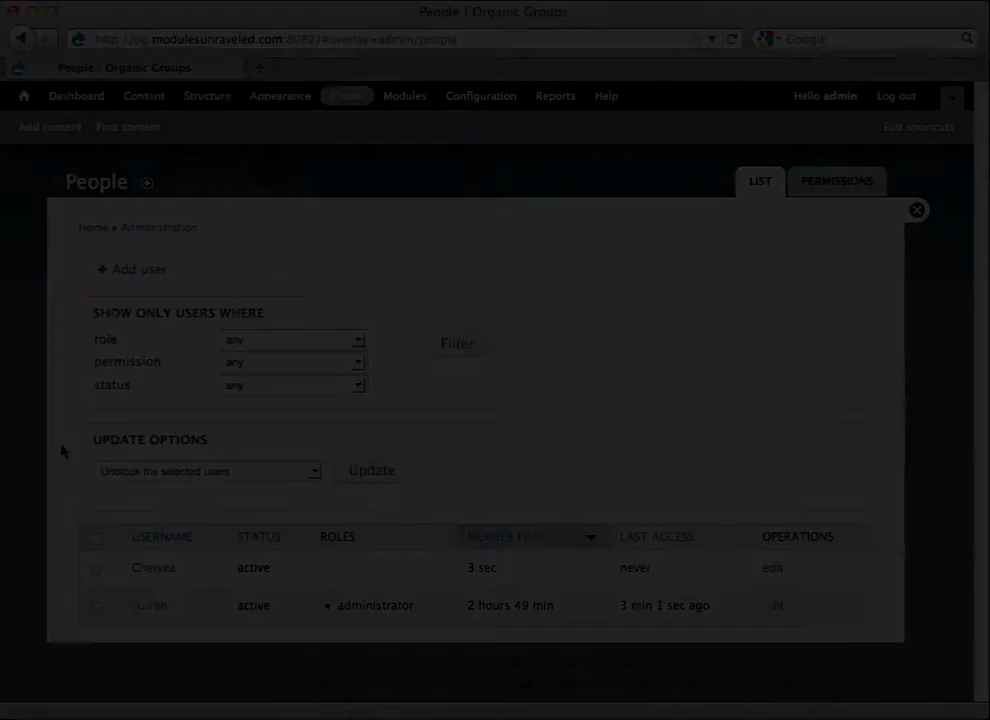 People | Organic Groups
http://og.modulesunraveled.com:8082/#overlay=admin/people
Google
People | Organic Groups
Dashboard Content Structure Appearance People Modules Configuration Reports Help Hello admin Log out
Add content Find content Edit shortcuts
People LIST PERMISSIONS
Home » Administration
+ Add user
SHOW ONLY USERS WHERE
role any
permission any
status any
Filter
UPDATE OPTIONS
Unblock the selected users Update
USERNAME STATUS ROLES MEMBER FOR LAST ACCESS OPERATIONS
Chelsea active 3 sec never edit
active administrator 2 hours 49 min 3 min 1 sec ago edit